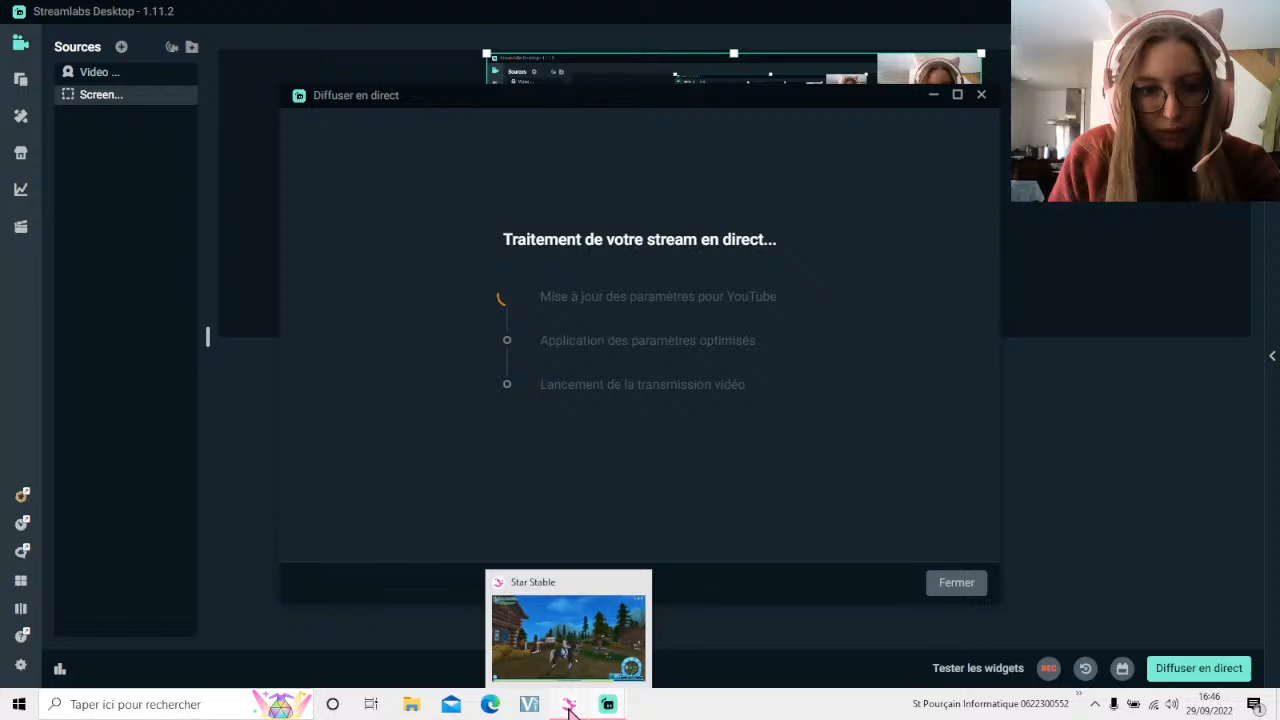 Streamlabs Desktop - 1.11.2
Sources
Video ...
Screen...
Diffuser en direct
Traitement de votre stream en direct...
Mise à jour des paramètres pour YouTube
Application des paramètres optimisés
Lancement de la transmission vidéo
Fermer
Star Stable
Tester les widgets
REC
Diffuser en direct
Taper ici pour rechercher
St Pourçain Informatique 0622300552
16:46
29/09/2022